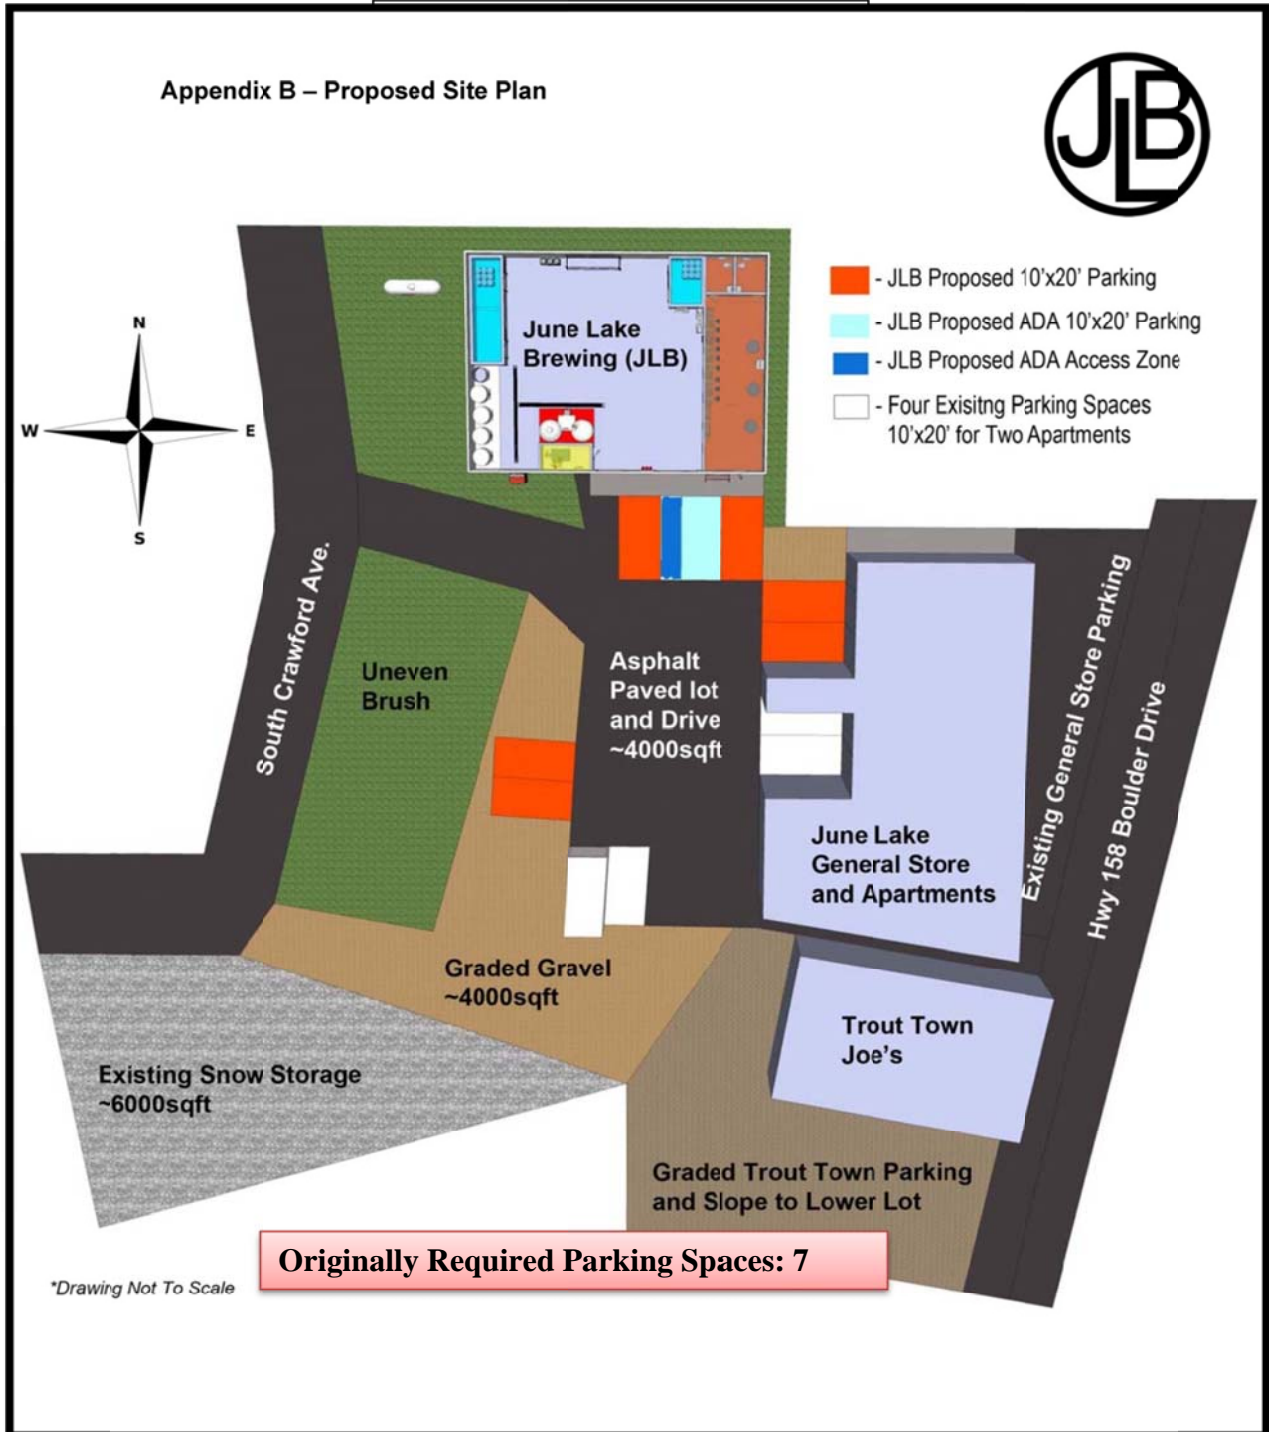 Appendix B – Proposed Site Plan
JLB
- JLB Proposed 10'x20' Parking
- JLB Proposed ADA 10'x20' Parking
- JLB Proposed ADA Access Zone
- Four Exisitng Parking Spaces
10'x20' for Two Apartments
N
W
E
S
June Lake
Brewing (JLB)
South Crawford Ave.
Uneven
Brush
Asphalt
Paved lot
and Drive
~4000sqft
Existing General Store Parking
Hwy 158 Boulder Drive
June Lake
General Store
and Apartments
Graded Gravel
~4000sqft
Trout Town
Joe's
Existing Snow Storage
~6000sqft
Graded Trout Town Parking
and Slope to Lower Lot
Originally Required Parking Spaces: 7
*Drawing Not To Scale